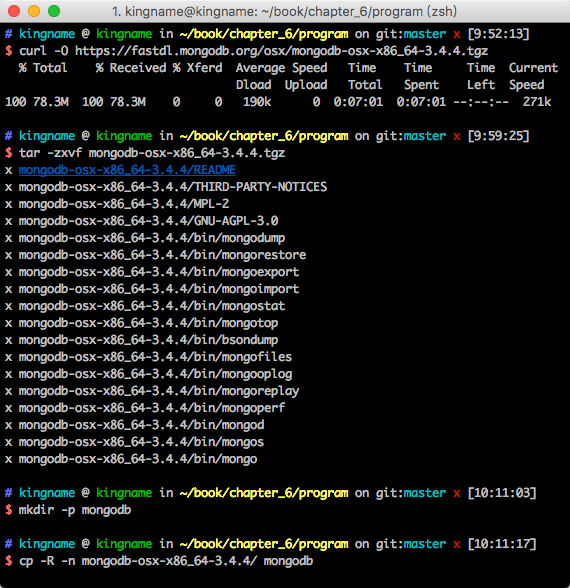 1. kingname@kingname: ~/book/chapter_6/program (zsh)
# kingname @ kingname in ~/book/chapter_6/program on git:master x [9:52:13]
$ curl -O https://fastdl.mongodb.org/osx/mongodb-osx-x86_64-3.4.4.tgz
% Total % Received % Xferd Average Speed Time Time Time Current
Dload Upload Total Spent Left Speed
100 78.3M 100 78.3M 0 0 190k 0 0:07:01 0:07:01 --:--:-- 271k
# kingname @ kingname in ~/book/chapter_6/program on git:master x [9:59:25]
$ tar -zxvf mongodb-osx-x86_64-3.4.4.tgz
x mongodb-osx-x86_64-3.4.4/README
x mongodb-osx-x86_64-3.4.4/THIRD-PARTY-NOTICES
x mongodb-osx-x86_64-3.4.4/MPL-2
x mongodb-osx-x86_64-3.4.4/GNU-AGPL-3.0
x mongodb-osx-x86_64-3.4.4/bin/mongodump
x mongodb-osx-x86_64-3.4.4/bin/mongorestore
x mongodb-osx-x86_64-3.4.4/bin/mongoexport
x mongodb-osx-x86_64-3.4.4/bin/mongoimport
x mongodb-osx-x86_64-3.4.4/bin/mongostat
x mongodb-osx-x86_64-3.4.4/bin/mongotop
x mongodb-osx-x86_64-3.4.4/bin/bsondump
x mongodb-osx-x86_64-3.4.4/bin/mongofiles
x mongodb-osx-x86_64-3.4.4/bin/mongooplog
x mongodb-osx-x86_64-3.4.4/bin/mongoreplay
x mongodb-osx-x86_64-3.4.4/bin/mongoperf
x mongodb-osx-x86_64-3.4.4/bin/mongod
x mongodb-osx-x86_64-3.4.4/bin/mongos
x mongodb-osx-x86_64-3.4.4/bin/mongo
# kingname @ kingname in ~/book/chapter_6/program on git:master x [10:11:03]
$ mkdir -p mongodb
# kingname @ kingname in ~/book/chapter_6/program on git:master x [10:11:17]
$ cp -R -n mongodb-osx-x86_64-3.4.4/ mongodb